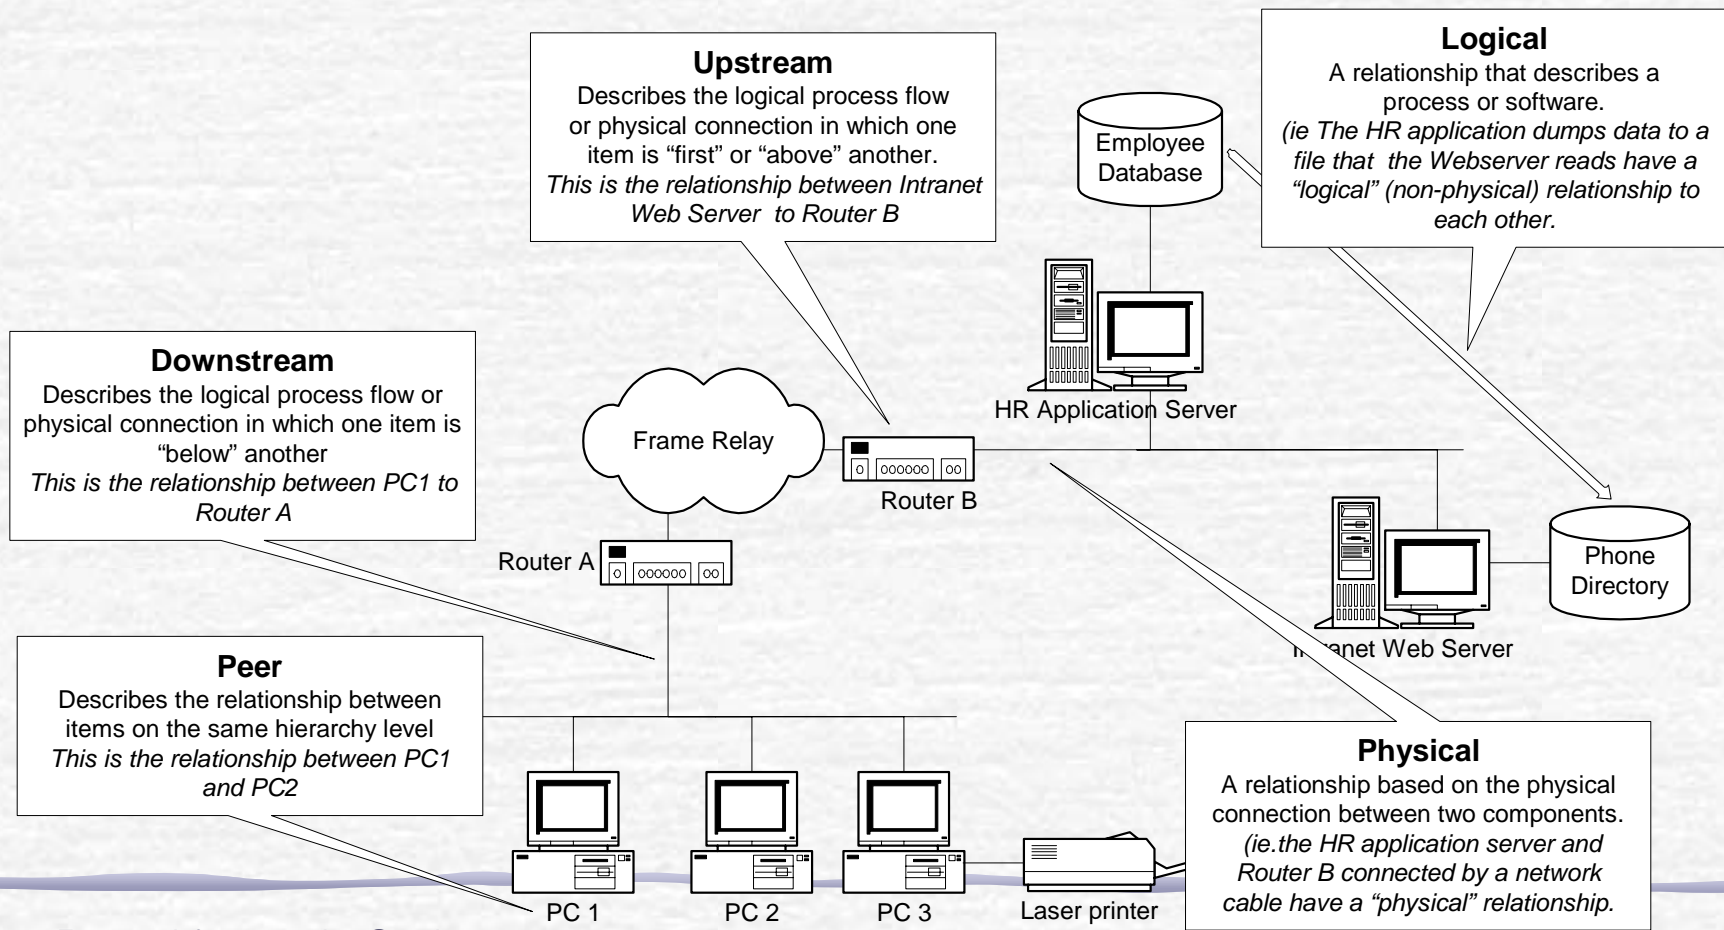 Logical
A relationship that describes a
process or software.
(ie The HR application dumps data to a
file that the Webserver reads have a
“logical” (non-physical) relationship to
each other.
Upstream
Describes the logical process flow
or physical connection in which one
item is “first” or “above” another.
This is the relationship between Intranet
Web Server to Router B
Employee
Database
HR Application Server
Downstream
Describes the logical process flow or
physical connection in which one item is
“below” another
This is the relationship between PC1 to
Router A
Frame Relay
Router B
Router A
Phone
Directory
Intranet Web Server
Peer
Describes the relationship between
items on the same hierarchy level
This is the relationship between PC1
and PC2
Physical
A relationship based on the physical
connection between two components.
(ie.the HR application server and
Router B connected by a network
cable have a “physical” relationship.
PC 1
PC 2
PC 3
Laser printer